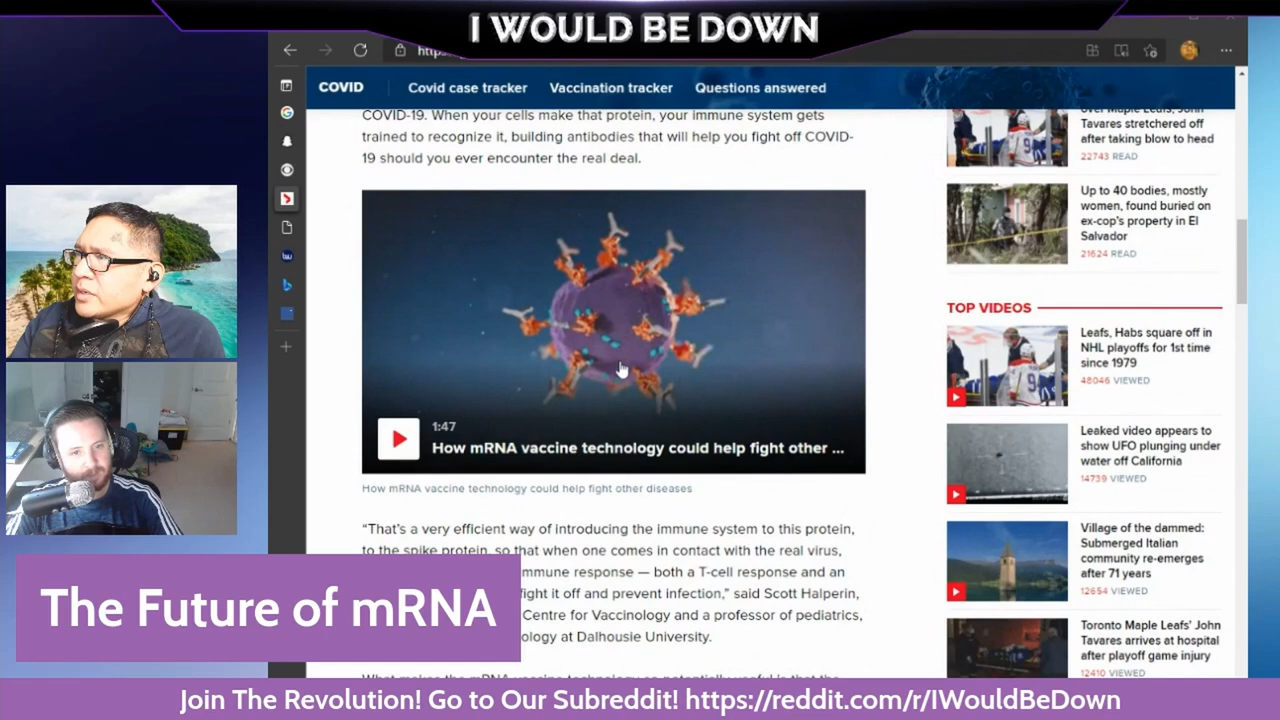 I WOULD BE DOWN
COVID
Covid case tracker
Vaccination tracker
Questions answered
COVID-19. When your cells make that protein, your immune system gets
trained to recognize it, building antibodies that will help you fight off COVID-
19 should you ever encounter the real deal.
1:47
How mRNA vaccine technology could help fight other ...
How mRNA vaccine technology could help fight other diseases
“That’s a very efficient way of introducing the immune system to this protein,
to the spike protein, so that when one comes in contact with the real virus,
mmune response — both a T-cell response and an
fight it off and prevent infection,” said Scott Halperin,
Centre for Vaccinology and a professor of pediatrics,
ology at Dalhousie University.
over Maple Leafs, John
Tavares stretchered off
after taking blow to head
22743 READ
Up to 40 bodies, mostly
women, found buried on
ex-cop's property in El
Salvador
21624 READ
TOP VIDEOS
Leafs, Habs square off in
NHL playoffs for 1st time
since 1979
48046 VIEWED
Leaked video appears to
show UFO plunging under
water off California
14739 VIEWED
Village of the damned:
Submerged Italian
community re-emerges
after 71 years
12654 VIEWED
Toronto Maple Leafs' John
Tavares arrives at hospital
after playoff game injury
12410 VIEWED
The Future of mRNA
Join The Revolution! Go to Our Subreddit! https://reddit.com/r/IWouldBeDown